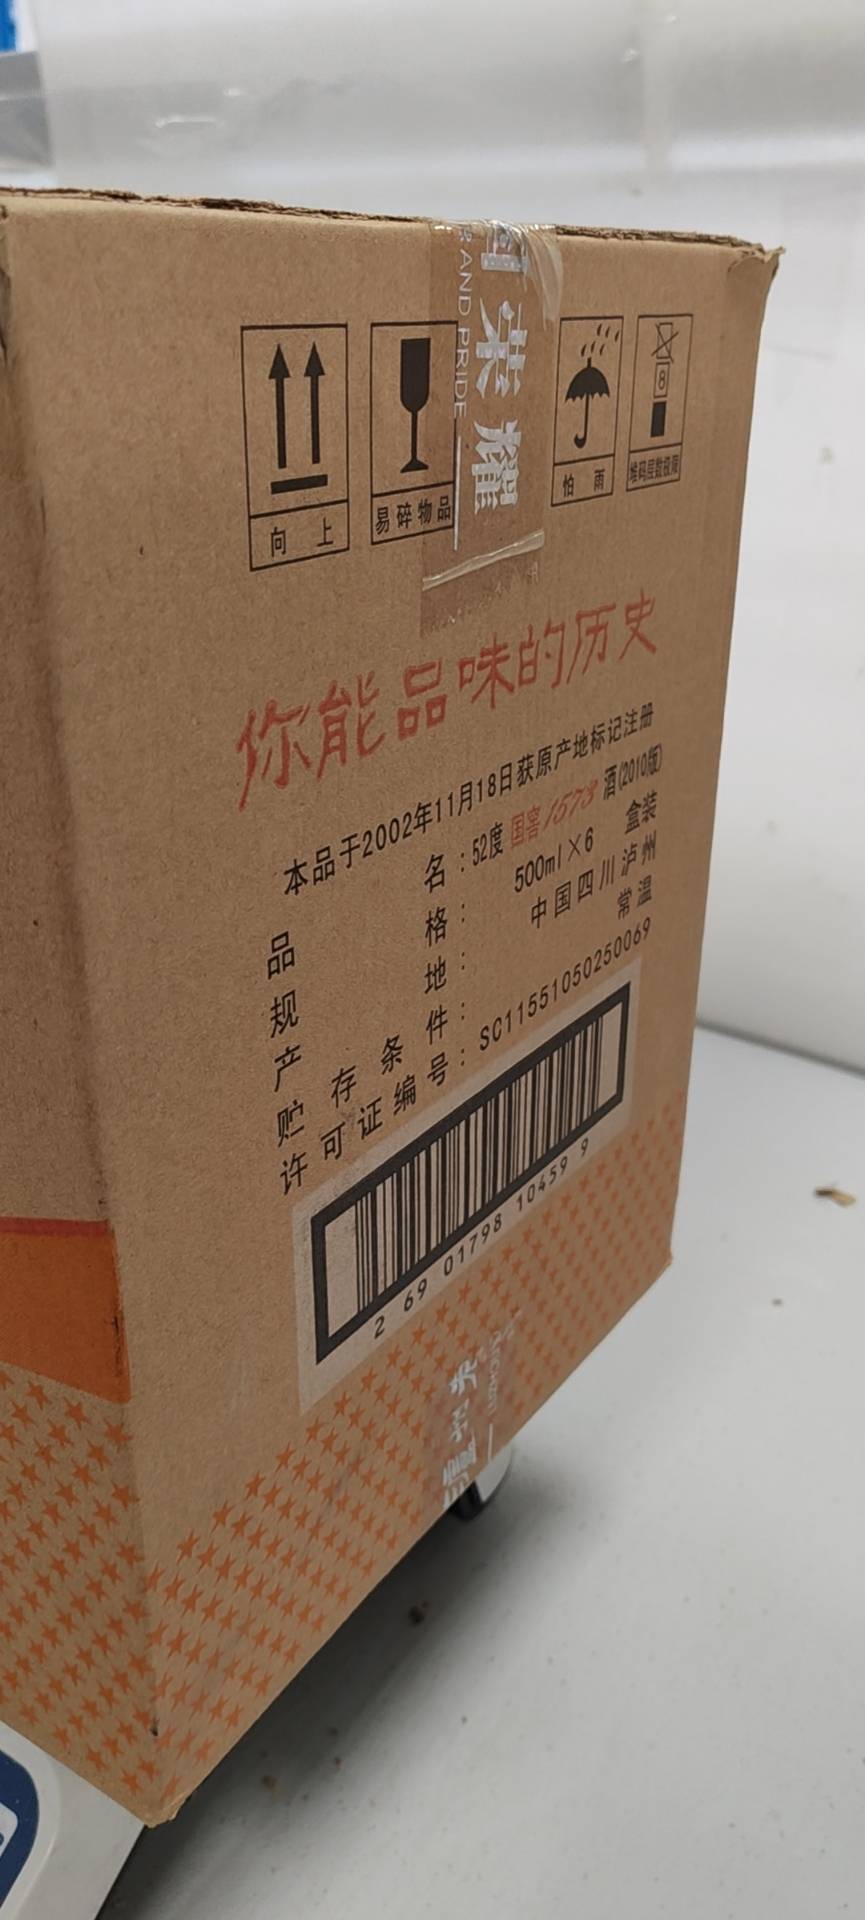 国荣耀
RAND PRIDE
8
向 上
易碎物品
怕 雨
堆码层数极限
你能品味的历史
本品于2002年11月18日获原产地标记注册
品 名：52度 国窖1573 酒(2010版)
规 格：500ml×6 盒装
产 地：中国四川泸州
贮存条件：常温
许可证编号：SC11551050250069
2 69 01798 10459 9